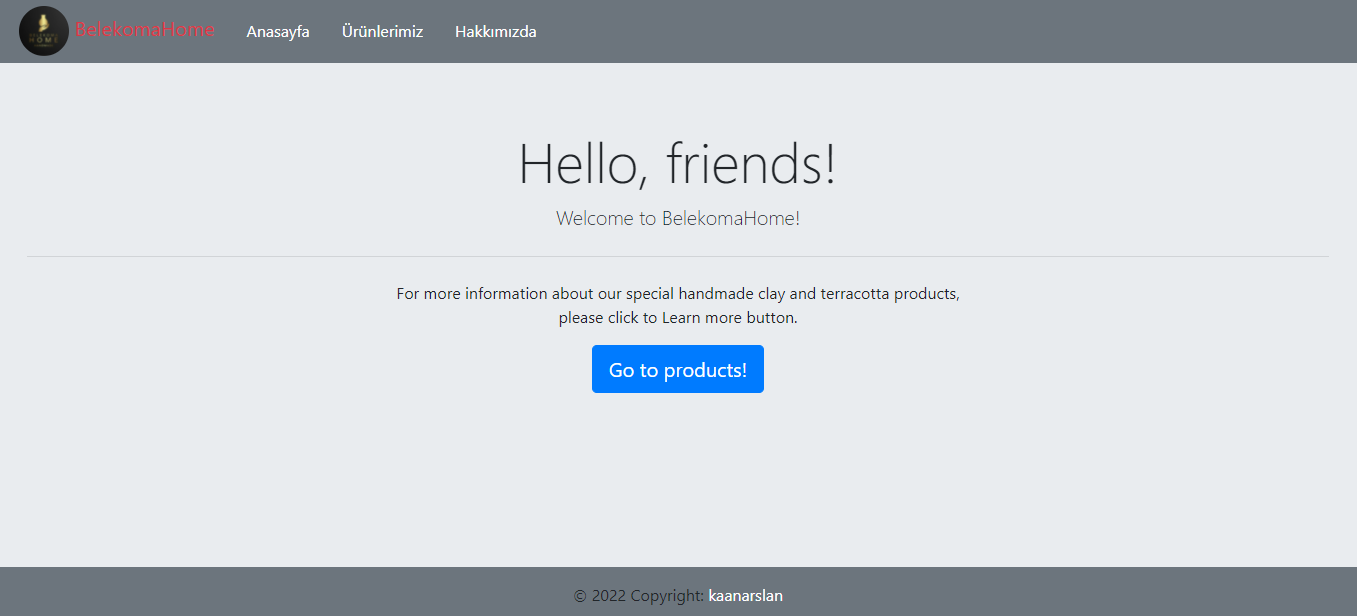 HOME
BelekomaHome
Anasayfa
Ürünlerimiz
Hakkımızda
Hello, friends!
Welcome to BelekomaHome!
For more information about our special handmade clay and terracotta products,
please click to Learn more button.
Go to products!
© 2022 Copyright: kaanarslan